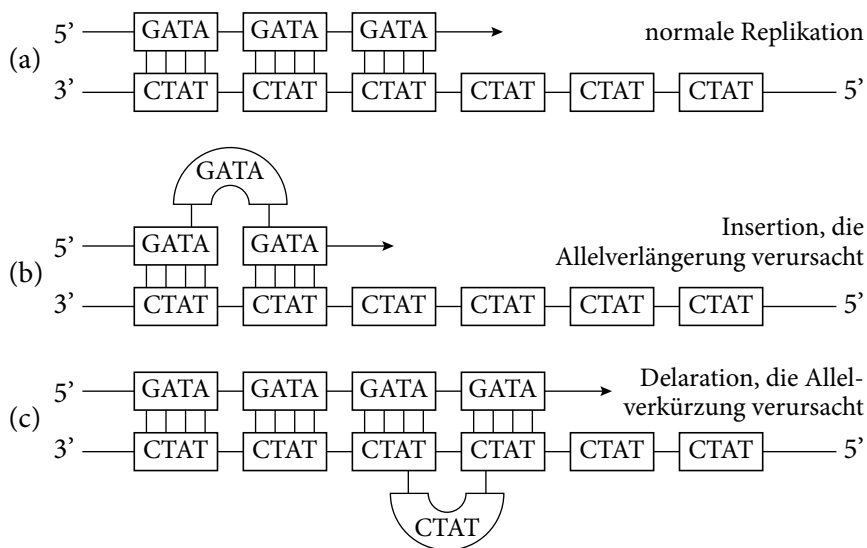 (a)
5’ GATA GATA GATA normale Replikation
3’ CTAT CTAT CTAT CTAT CTAT CTAT 5’
(b)
GATA
5’ GATA GATA Insertion, die
Allelverlängerung verursacht
3’ CTAT CTAT CTAT CTAT CTAT CTAT 5’
(c)
5’ GATA GATA GATA GATA Delaration, die Allel-
verkürzung verursacht
3’ CTAT CTAT CTAT CTAT CTAT CTAT 5’
CTAT